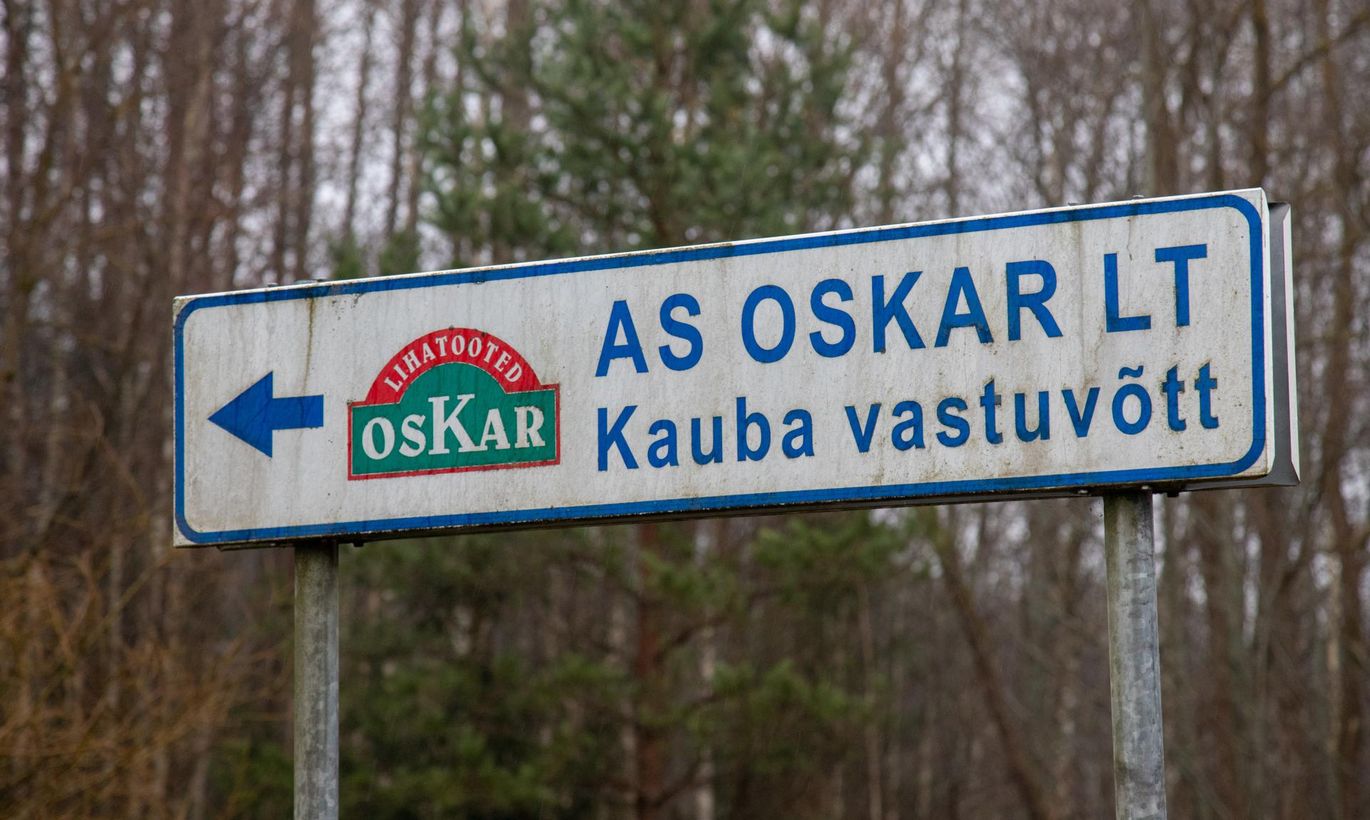 LIHATOOTED
OSKAR
AS OSKAR LT
Kauba vastuvõtt